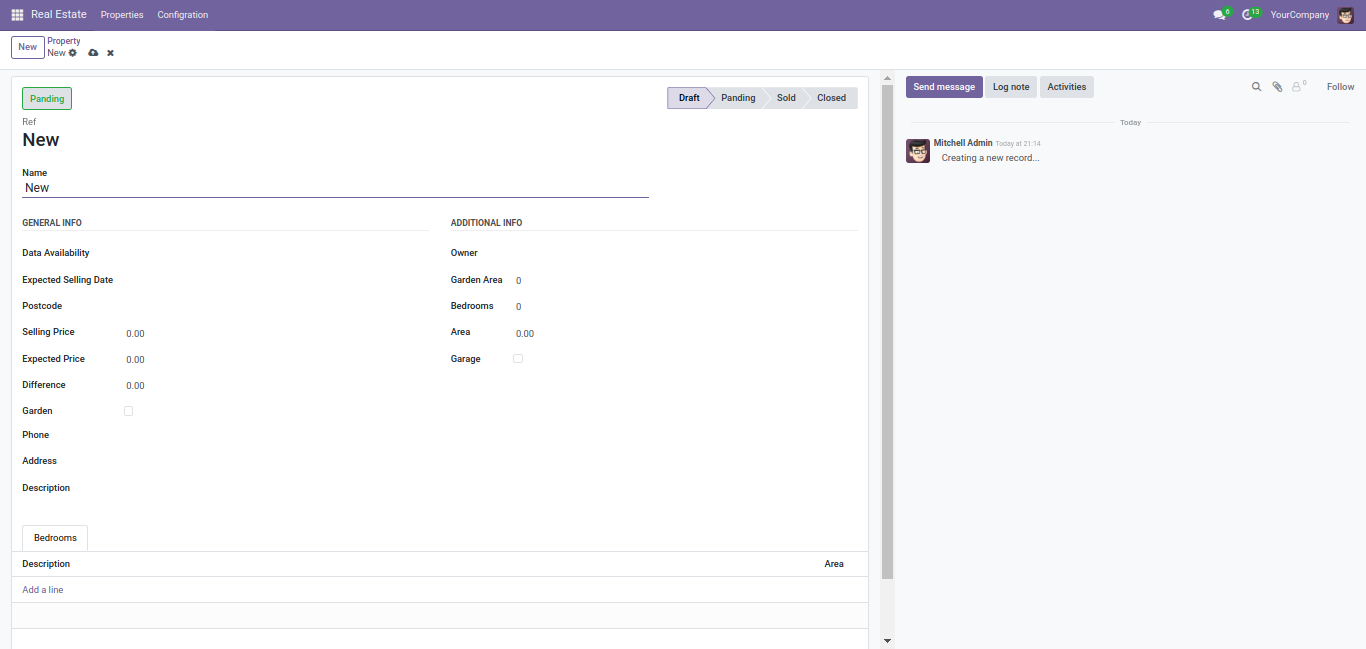 Real Estate Properties Configration 6 13 YourCompany
New Property
New
Panding Draft Panding Sold Closed
Send message Log note Activities 0 Follow
Ref
New
Today
Mitchell Admin Today at 21:14
Creating a new record...
Name
New
GENERAL INFO ADDITIONAL INFO
Data Availability Owner
Expected Selling Date Garden Area 0
Postcode Bedrooms 0
Selling Price 0.00 Area 0.00
Expected Price 0.00 Garage
Difference 0.00
Garden
Phone
Address
Description
Bedrooms
Description Area
Add a line